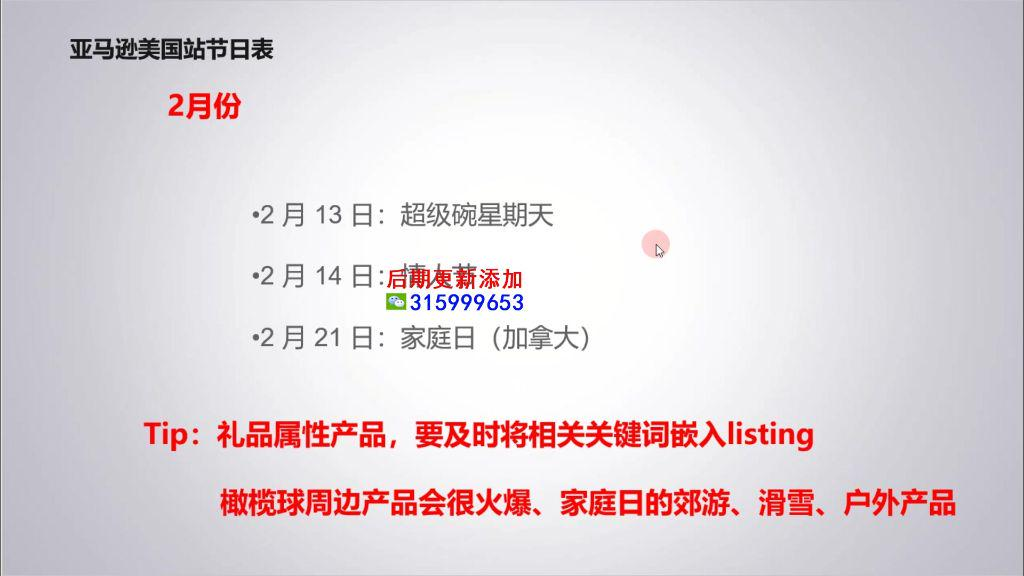 亚马逊美国站节日表
2月份
•2 月 13 日：超级碗星期天
•2 月 14 日：情人节
后期更新添加
315999653
•2 月 21 日：家庭日（加拿大）
Tip：礼品属性产品，要及时将相关关键词嵌入listing
橄榄球周边产品会很火爆、家庭日的郊游、滑雪、户外产品